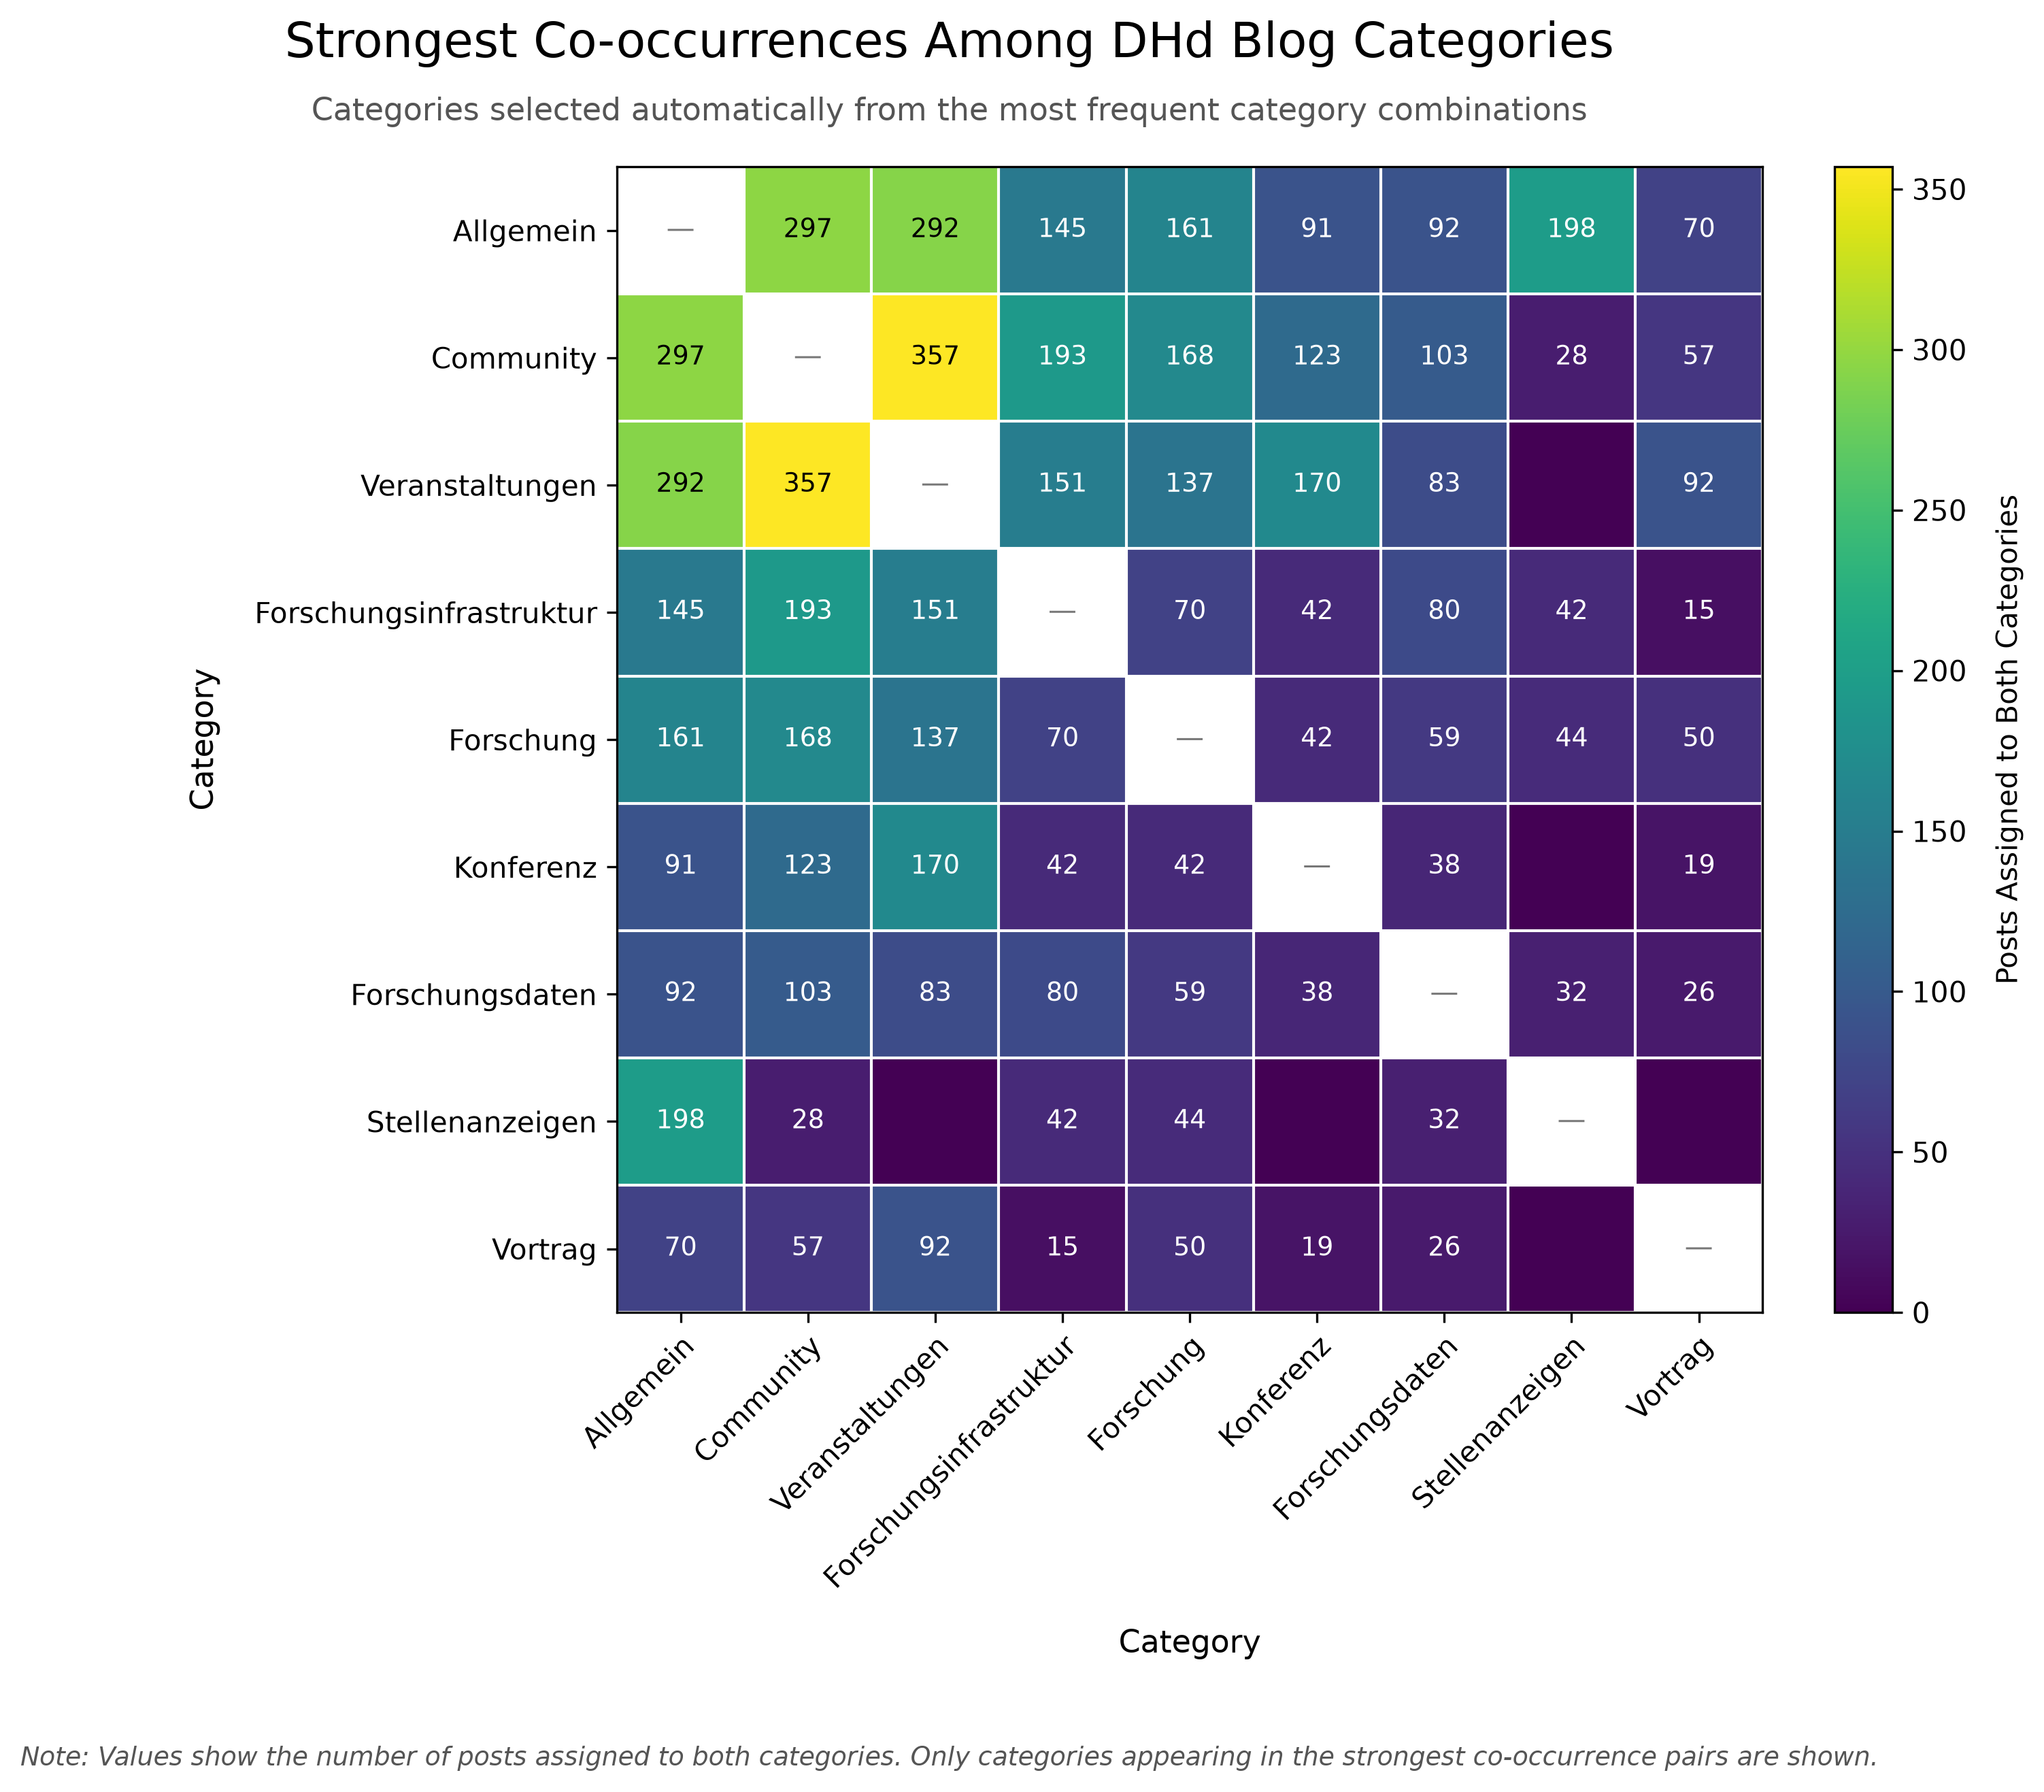 Strongest Co-occurrences Among DHd Blog Categories
Categories selected automatically from the most frequent category combinations
Allgemein — 297 292 145 161 91 92 198 70
Community 297 — 357 193 168 123 103 28 57
Veranstaltungen 292 357 — 151 137 170 83 92
Forschungsinfrastruktur 145 193 151 — 70 42 80 42 15
Forschung 161 168 137 70 — 42 59 44 50
Konferenz 91 123 170 42 42 — 38 19
Forschungsdaten 92 103 83 80 59 38 — 32 26
Stellenanzeigen 198 28 42 44 32 —
Vortrag 70 57 92 15 50 19 26 —
Category
Allgemein
Community
Veranstaltungen
Forschungsinfrastruktur
Forschung
Konferenz
Forschungsdaten
Stellenanzeigen
Vortrag
Category
350
300
250
200
150
100
50
0
Posts Assigned to Both Categories
Note: Values show the number of posts assigned to both categories. Only categories appearing in the strongest co-occurrence pairs are shown.